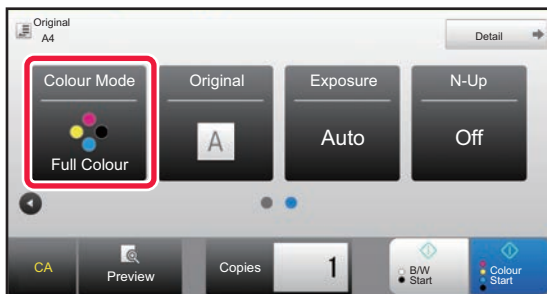 Original
A4
Detail
Colour Mode
Original
Exposure
N-Up
A
Auto
Off
Full Colour
CA
Preview
Copies
1
B/W
Start
Colour
Start